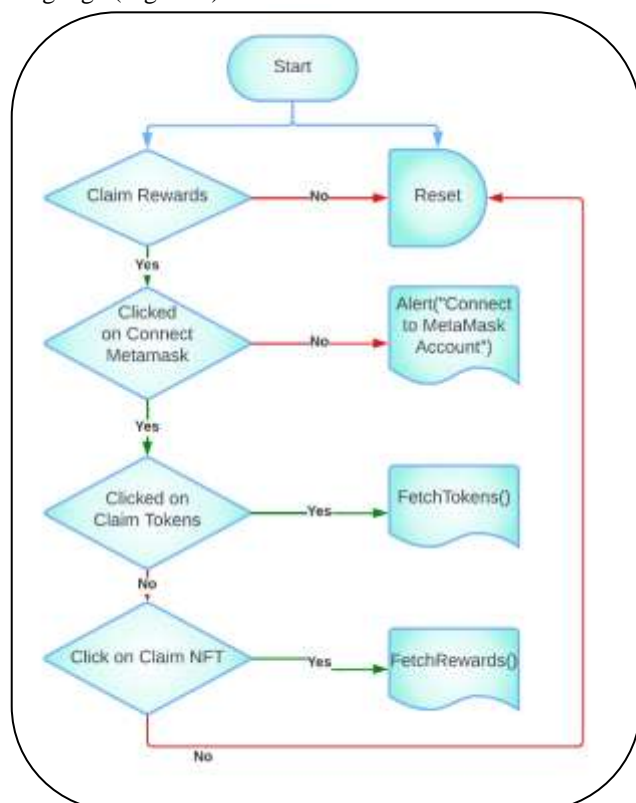 Start
Claim Rewards
No
Reset
Yes
Clicked
on Connect
Metamask
No
Alert("Connect
to MetaMask
Account")
Yes
Clicked on
Claim Tokens
Yes
FetchTokens()
No
Click on Claim NFT
Yes
FetchRewards()
No